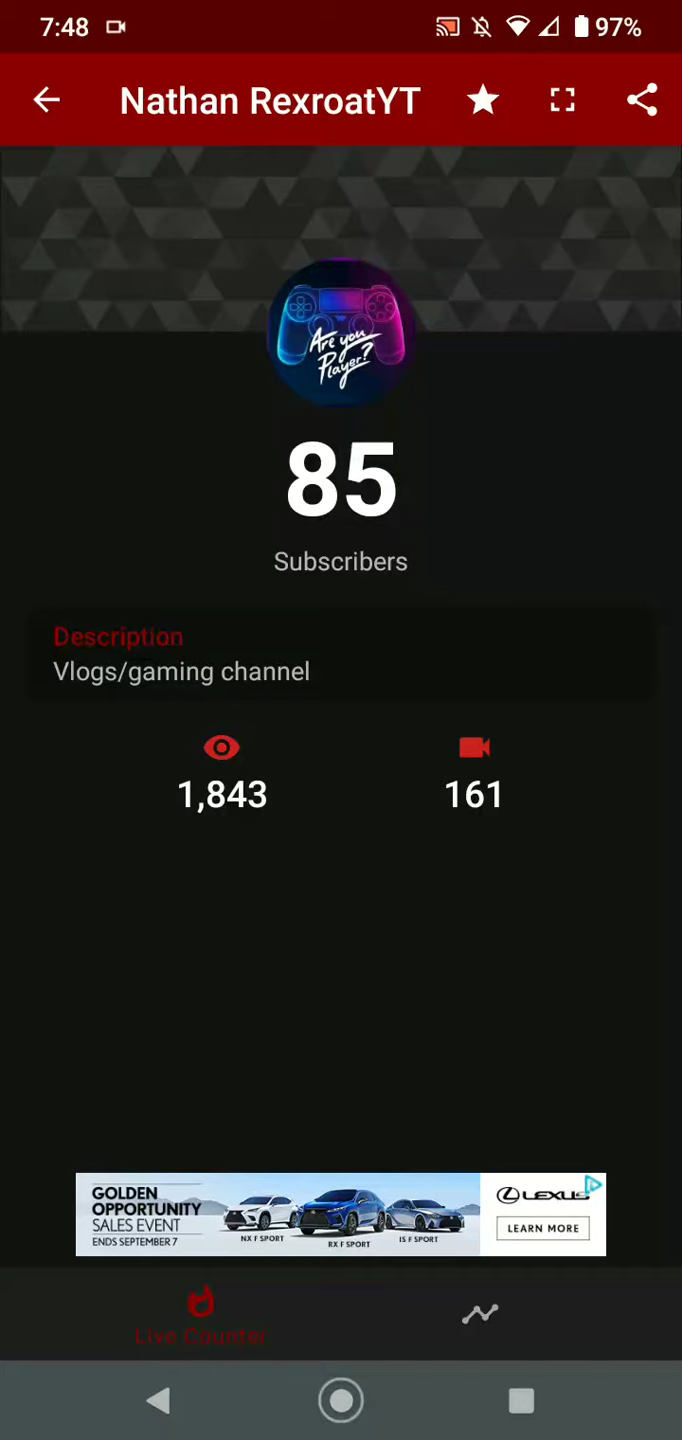 7:48
97%
Nathan RexroatYT
Are you
Player?
85
Subscribers
Description
Vlogs/gaming channel
1,843
161
GOLDEN
OPPORTUNITY
SALES EVENT
ENDS SEPTEMBER 7
NX F SPORT
RX F SPORT
IS F SPORT
LEXUS
LEARN MORE
Live Counter